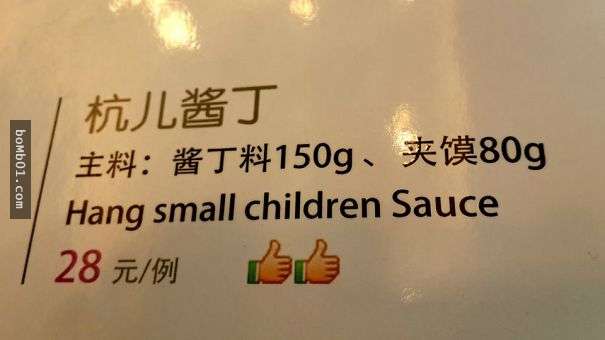 杭儿酱丁
主料：酱丁料150g、夹馍80g
Hang small children Sauce
28 元/例
boMb01.com